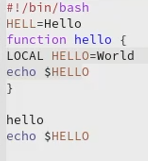 #!/bin/bash
HELL=Hello
function hello {
LOCAL HELLO=World
echo $HELLO
}
hello
echo $HELLO